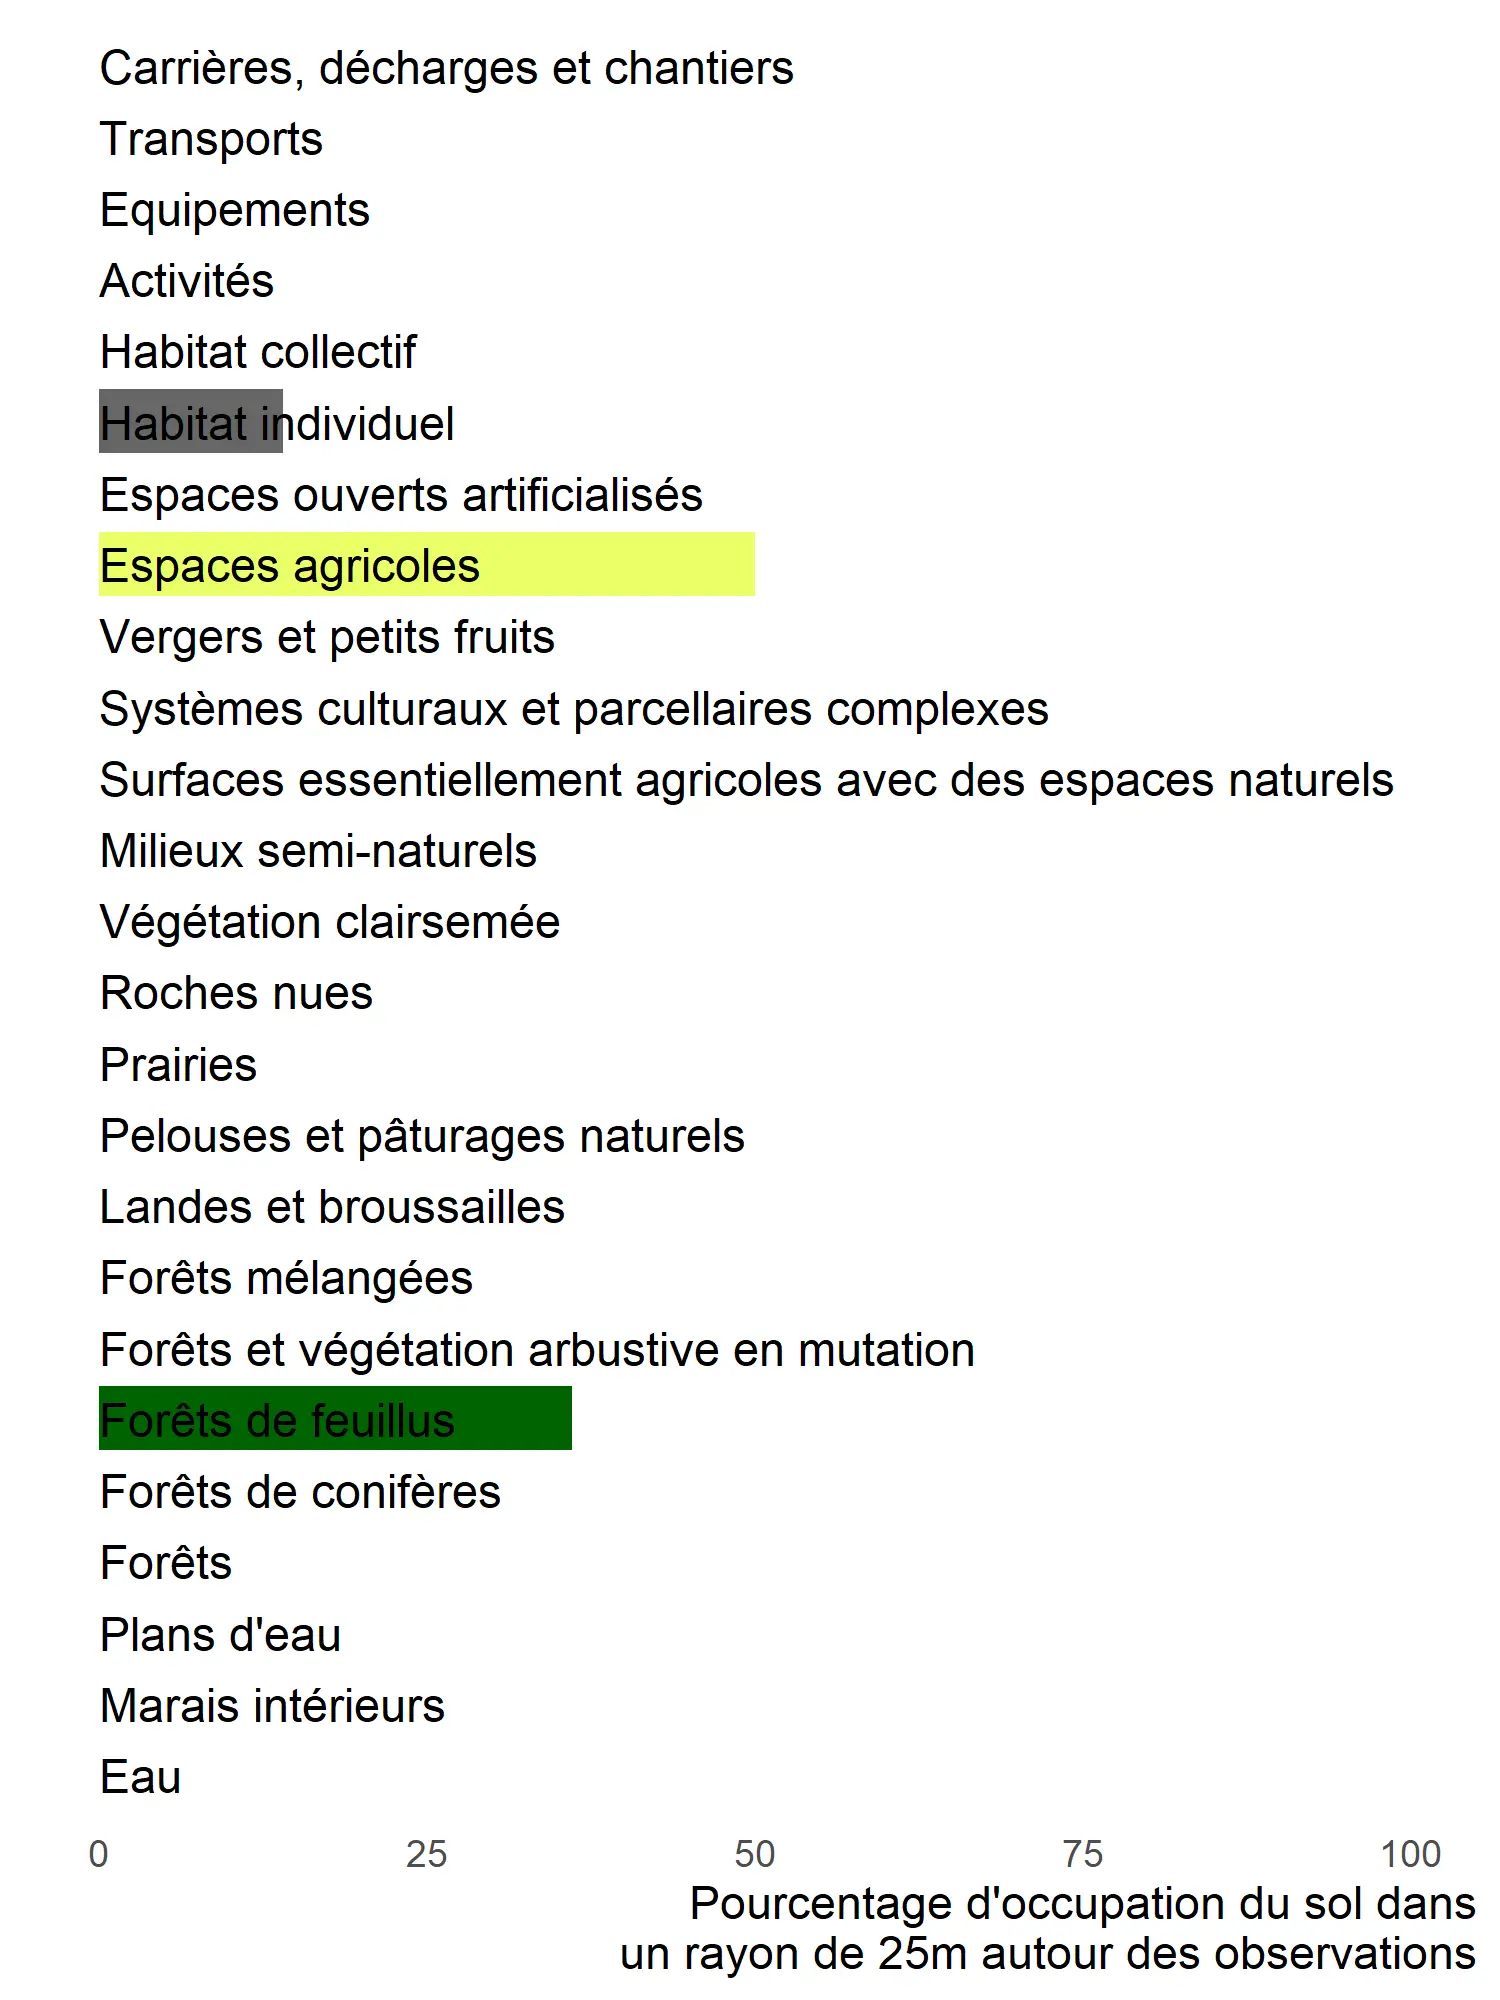 Carrières, décharges et chantiers
Transports
Equipements
Activités
Habitat collectif
Habitat individuel
Espaces ouverts artificialisés
Espaces agricoles
Vergers et petits fruits
Systèmes culturaux et parcellaires complexes
Surfaces essentiellement agricoles avec des espaces naturels
Milieux semi-naturels
Végétation clairsemée
Roches nues
Prairies
Pelouses et pâturages naturels
Landes et broussailles
Forêts mélangées
Forêts et végétation arbustive en mutation
Forêts de feuillus
Forêts de conifères
Forêts
Plans d'eau
Marais intérieurs
Eau
0 25 50 75 100
Pourcentage d'occupation du sol dans
un rayon de 25m autour des observations